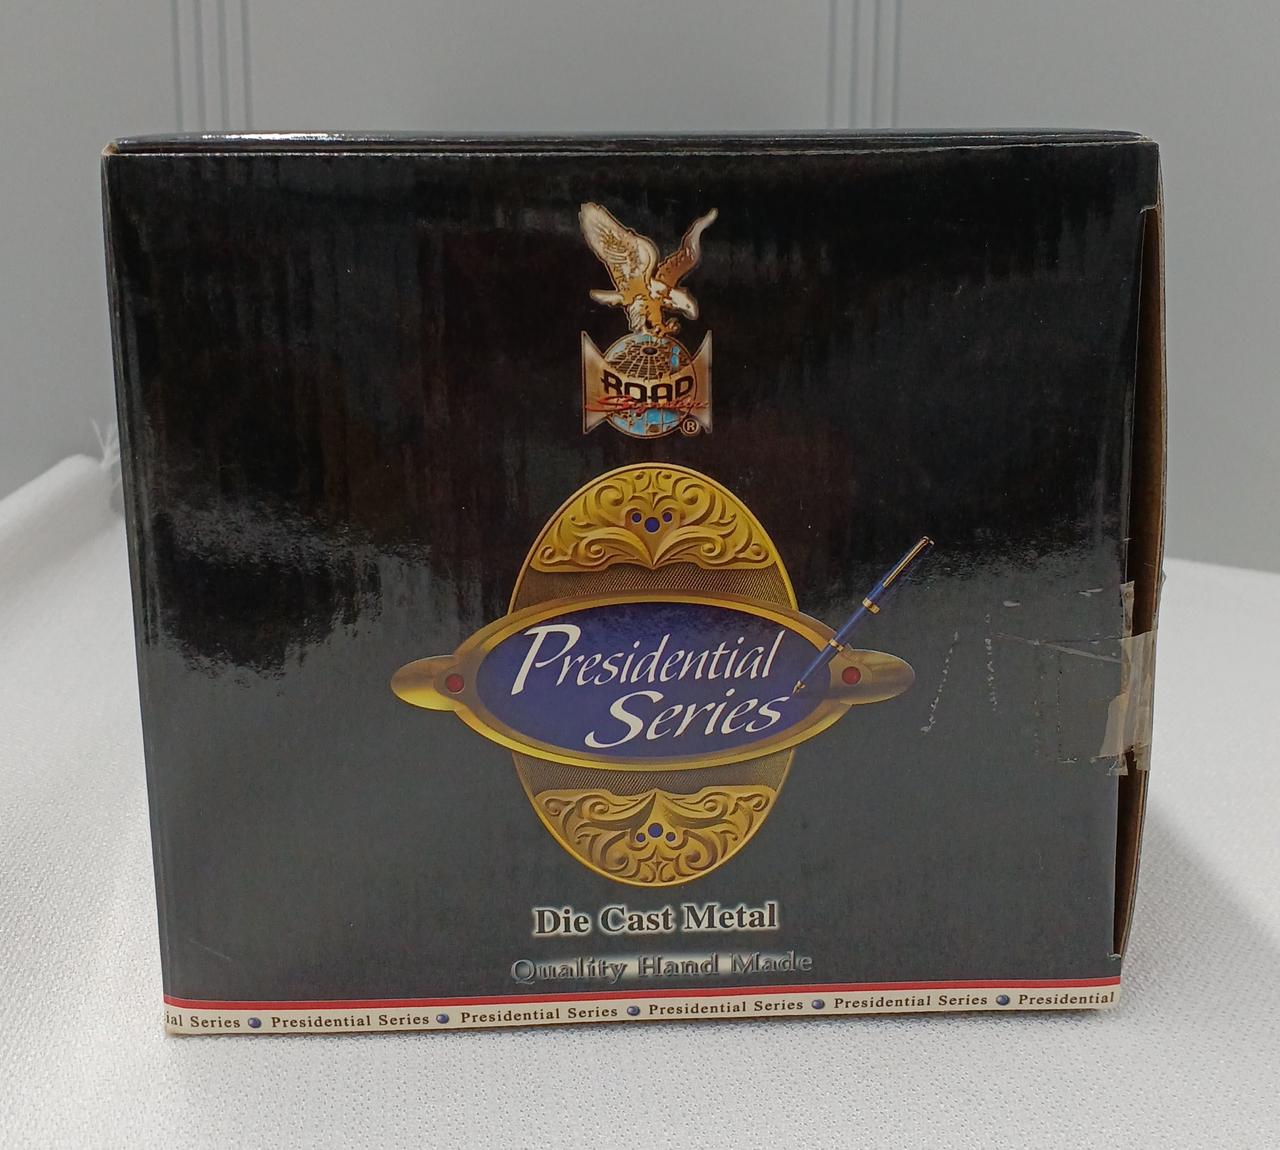 ROAD
Signature
®
Presidential
Series
Die Cast Metal
Quality Hand Made
ial Series Presidential Series Presidential Series Presidential Series Presidential Series Presidential